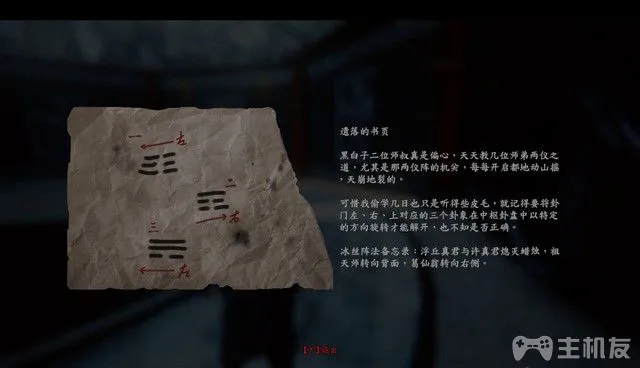 一 右
二
右
三
左
遗落的书页
黑白子二位师叔真是偏心，天天教几位师弟两仪之
道，尤其是那两仪阵的机关，每每开启都地动山摇，
天崩地裂的。
可惜我偷学几日也只是听得些皮毛，就记得要将卦
门左、右、上对应的三个卦象在中枢卦盘中以特定
的方向旋转才能解开，也不知是否正确。
冰丝阵法备忘录：浮丘真君与许真君熄灭蜡烛，祖
天师转向背面，葛仙翁转向右侧。
退出
主机友